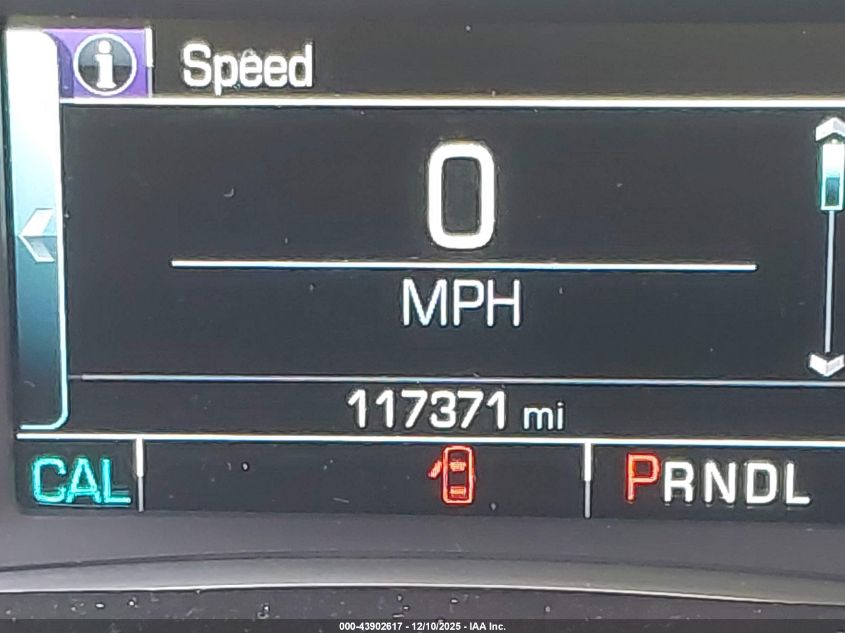 i Speed
0
MPH
117371 mi
CAL PRNDL
000-43902617 - 12/10/2025 - IAA Inc.